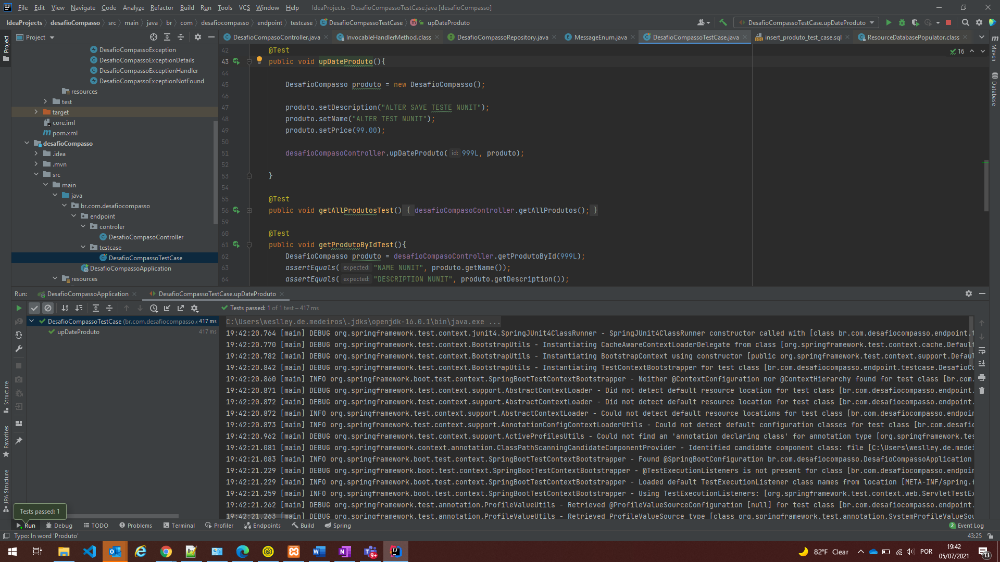 File Edit View Navigate Code Analyze Refactor Build Run Tools VCS Window Help IdeaProjects - DesafioCompassoTestCase.java [desafioCompasso]
IdeaProjects desafioCompasso src main java br com desafiocompasso endpoint testcase DesafioCompassoTestCase upDateProduto
DesafioCompassoTestCase.upDateProduto
Project
DesafioCompasoController.java InvocableHandlerMethod.class DesafioCompassoRepository.java MessageEnum.java DesafioCompassoTestCase.java insert_produto_test_case.sql ResourceDatabasePopulator.class
Project
Maven
Database
DesafioCompassoException
DesafioCompassoExceptionDetails
DesafioCompassoExceptionHandler
DesafioCompassoExceptionNotFound
resources
test
target
core.iml
pom.xml
desafioCompasso
.idea
.mvn
src
main
java
br.com.desafiocompasso
endpoint
controler
DesafioCompasoController
testcase
DesafioCompassoTestCase
DesafioCompassoApplication
resources
16
42 @Test
43 public void upDateProduto(){
44
45 DesafioCompasso produto = new DesafioCompasso();
46
47 produto.setDescription("ALTER SAVE TESTE NUNIT");
48 produto.setName("ALTER TEST NUNIT");
49 produto.setPrice(99.00);
50
51 desafioCompasoController.upDateProduto( id: 999L, produto);
52
53 }
54
55 @Test
56 public void getAllProdutosTest() { desafioCompasoController.getAllProdutos(); }
59
60 @Test
61 public void getProdutoByIdTest(){
62 DesafioCompasso produto = desafioCompasoController.getProdutoById(999L);
63 assertEquals( expected: "NAME NUNIT", produto.getName());
64 assertEquals( expected: "DESCRIPTION NUNIT", produto.getDescription());
Run: DesafioCompassoApplication DesafioCompassoTestCase.upDateProduto
Tests passed: 1 of 1 test – 417 ms
DesafioCompassoTestCase (br.com.desafiocompasso.e 417 ms
upDateProduto 417 ms
C:\Users\weslley.de.medeiros\.jdks\openjdk-16.0.1\bin\java.exe ...
19:42:20.764 [main] DEBUG org.springframework.test.context.junit4.SpringJUnit4ClassRunner - SpringJUnit4ClassRunner constructor called with [class br.com.desafiocompasso.endpoint.t
19:42:20.770 [main] DEBUG org.springframework.test.context.BootstrapUtils - Instantiating CacheAwareContextLoaderDelegate from class [org.springframework.test.context.cache.Default
19:42:20.782 [main] DEBUG org.springframework.test.context.BootstrapUtils - Instantiating BootstrapContext using constructor [public org.springframework.test.context.support.Defaul
19:42:20.842 [main] DEBUG org.springframework.test.context.BootstrapUtils - Instantiating TestContextBootstrapper for test class [br.com.desafiocompasso.endpoint.testcase.DesafioCo
19:42:20.860 [main] INFO org.springframework.boot.test.context.SpringBootTestContextBootstrapper - Neither @ContextConfiguration nor @ContextHierarchy found for test class [br.com.
19:42:20.871 [main] DEBUG org.springframework.test.context.support.AbstractContextLoader - Did not detect default resource location for test class [br.com.desafiocompasso.endpoint.
19:42:20.872 [main] DEBUG org.springframework.test.context.support.AbstractContextLoader - Did not detect default resource location for test class [br.com.desafiocompasso.endpoint.
19:42:20.872 [main] INFO org.springframework.test.context.support.AbstractContextLoader - Could not detect default resource locations for test class [br.com.desafiocompasso.endpoin
19:42:20.873 [main] INFO org.springframework.test.context.support.AnnotationConfigContextLoaderUtils - Could not detect default configuration classes for test class [br.com.desafio
19:42:20.962 [main] DEBUG org.springframework.test.context.support.ActiveProfilesUtils - Could not find an 'annotation declaring class' for annotation type [org.springframework.tes
19:42:21.081 [main] DEBUG org.springframework.context.annotation.ClassPathScanningCandidateComponentProvider - Identified candidate component class: file [C:\Users\weslley.de.medei
19:42:21.083 [main] INFO org.springframework.boot.test.context.SpringBootTestContextBootstrapper - Found @SpringBootConfiguration br.com.desafiocompasso.DesafioCompassoApplication
19:42:21.229 [main] DEBUG org.springframework.boot.test.context.SpringBootTestContextBootstrapper - @TestExecutionListeners is not present for class [br.com.desafiocompasso.endpoin
19:42:21.229 [main] INFO org.springframework.boot.test.context.SpringBootTestContextBootstrapper - Loaded default TestExecutionListener class names from location [META-INF/spring.f
19:42:21.259 [main] INFO org.springframework.boot.test.context.SpringBootTestContextBootstrapper - Using TestExecutionListeners: [org.springframework.test.context.web.ServletTestEx
19:42:21.262 [main] DEBUG org.springframework.test.annotation.ProfileValueUtils - Retrieved @ProfileValueSourceConfiguration [null] for test class [br.com.desafiocompasso.endpoint.
19:42:21.263 [main] DEBUG org.springframework.test.annotation.ProfileValueUtils - Retrieved ProfileValueSource type [class org.springframework.test.annotation.SystemProfileValueSou
Structure
Favorites
JPA Structure
Tests passed: 1
Run Debug TODO Problems Terminal Profiler Endpoints Build Spring 2 Event Log
Typo: In word 'Produto' 43:25
9+
82°F Clear POR 19:42
05/07/2021
13